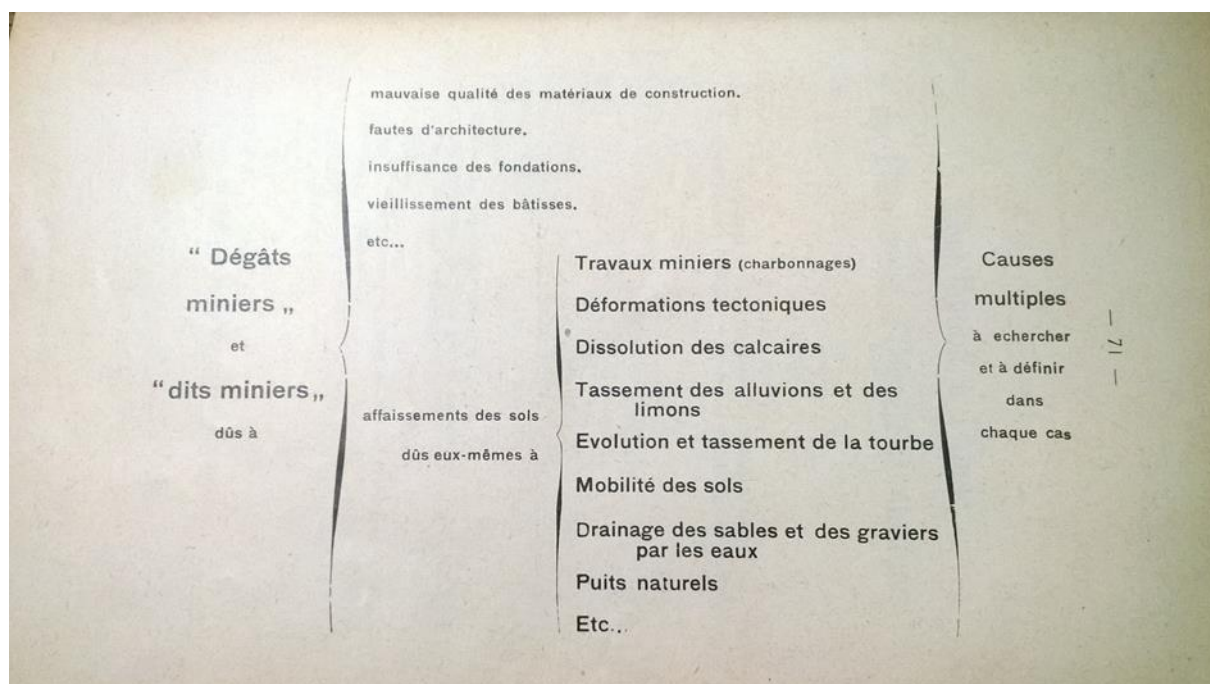 “ Dégâts
miniers „
et
“dits miniers„
dûs à
mauvaise qualité des matériaux de construction.
fautes d'architecture.
insuffisance des fondations.
vieillissement des bâtisses.
etc...
affaissements des sols
dûs eux-mêmes à
Travaux miniers (charbonnages)
Déformations tectoniques
Dissolution des calcaires
Tassement des alluvions et des
limons
Evolution et tassement de la tourbe
Mobilité des sols
Drainage des sables et des graviers
par les eaux
Puits naturels
Etc...
Causes
multiples
à echercher
et à définir
dans
chaque cas
— 71 —